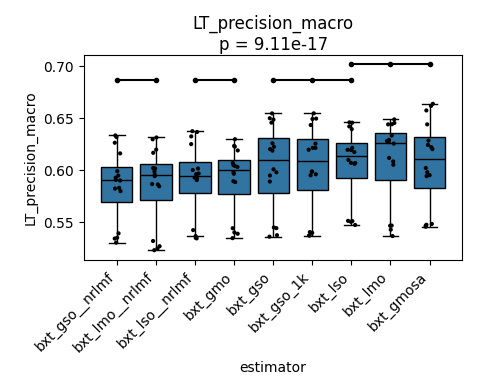 LT_precision_macro
p = 9.11e-17
LT_precision_macro
0.70
0.65
0.60
0.55
bxt_gso__nrlmf
bxt_lmo__nrlmf
bxt_lso__nrlmf
bxt_gmo
bxt_gso
bxt_gso_1k
bxt_lso
bxt_lmo
bxt_gmosa
estimator